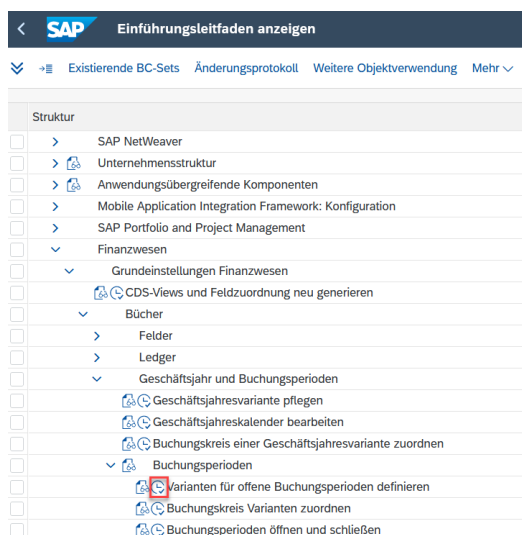 SAP Einführungsleitfaden anzeigen
Existierende BC-Sets Änderungsprotokoll Weitere Objektverwendung Mehr
Struktur
SAP NetWeaver
Unternehmensstruktur
Anwendungsübergreifende Komponenten
Mobile Application Integration Framework: Konfiguration
SAP Portfolio and Project Management
Finanzwesen
Grundeinstellungen Finanzwesen
CDS-Views und Feldzuordnung neu generieren
Bücher
Felder
Ledger
Geschäftsjahr und Buchungsperioden
Geschäftsjahresvariante pflegen
Geschäftsjahreskalender bearbeiten
Buchungskreis einer Geschäftsjahresvariante zuordnen
Buchungsperioden
Varianten für offene Buchungsperioden definieren
Buchungskreis Varianten zuordnen
Buchungsperioden öffnen und schließen